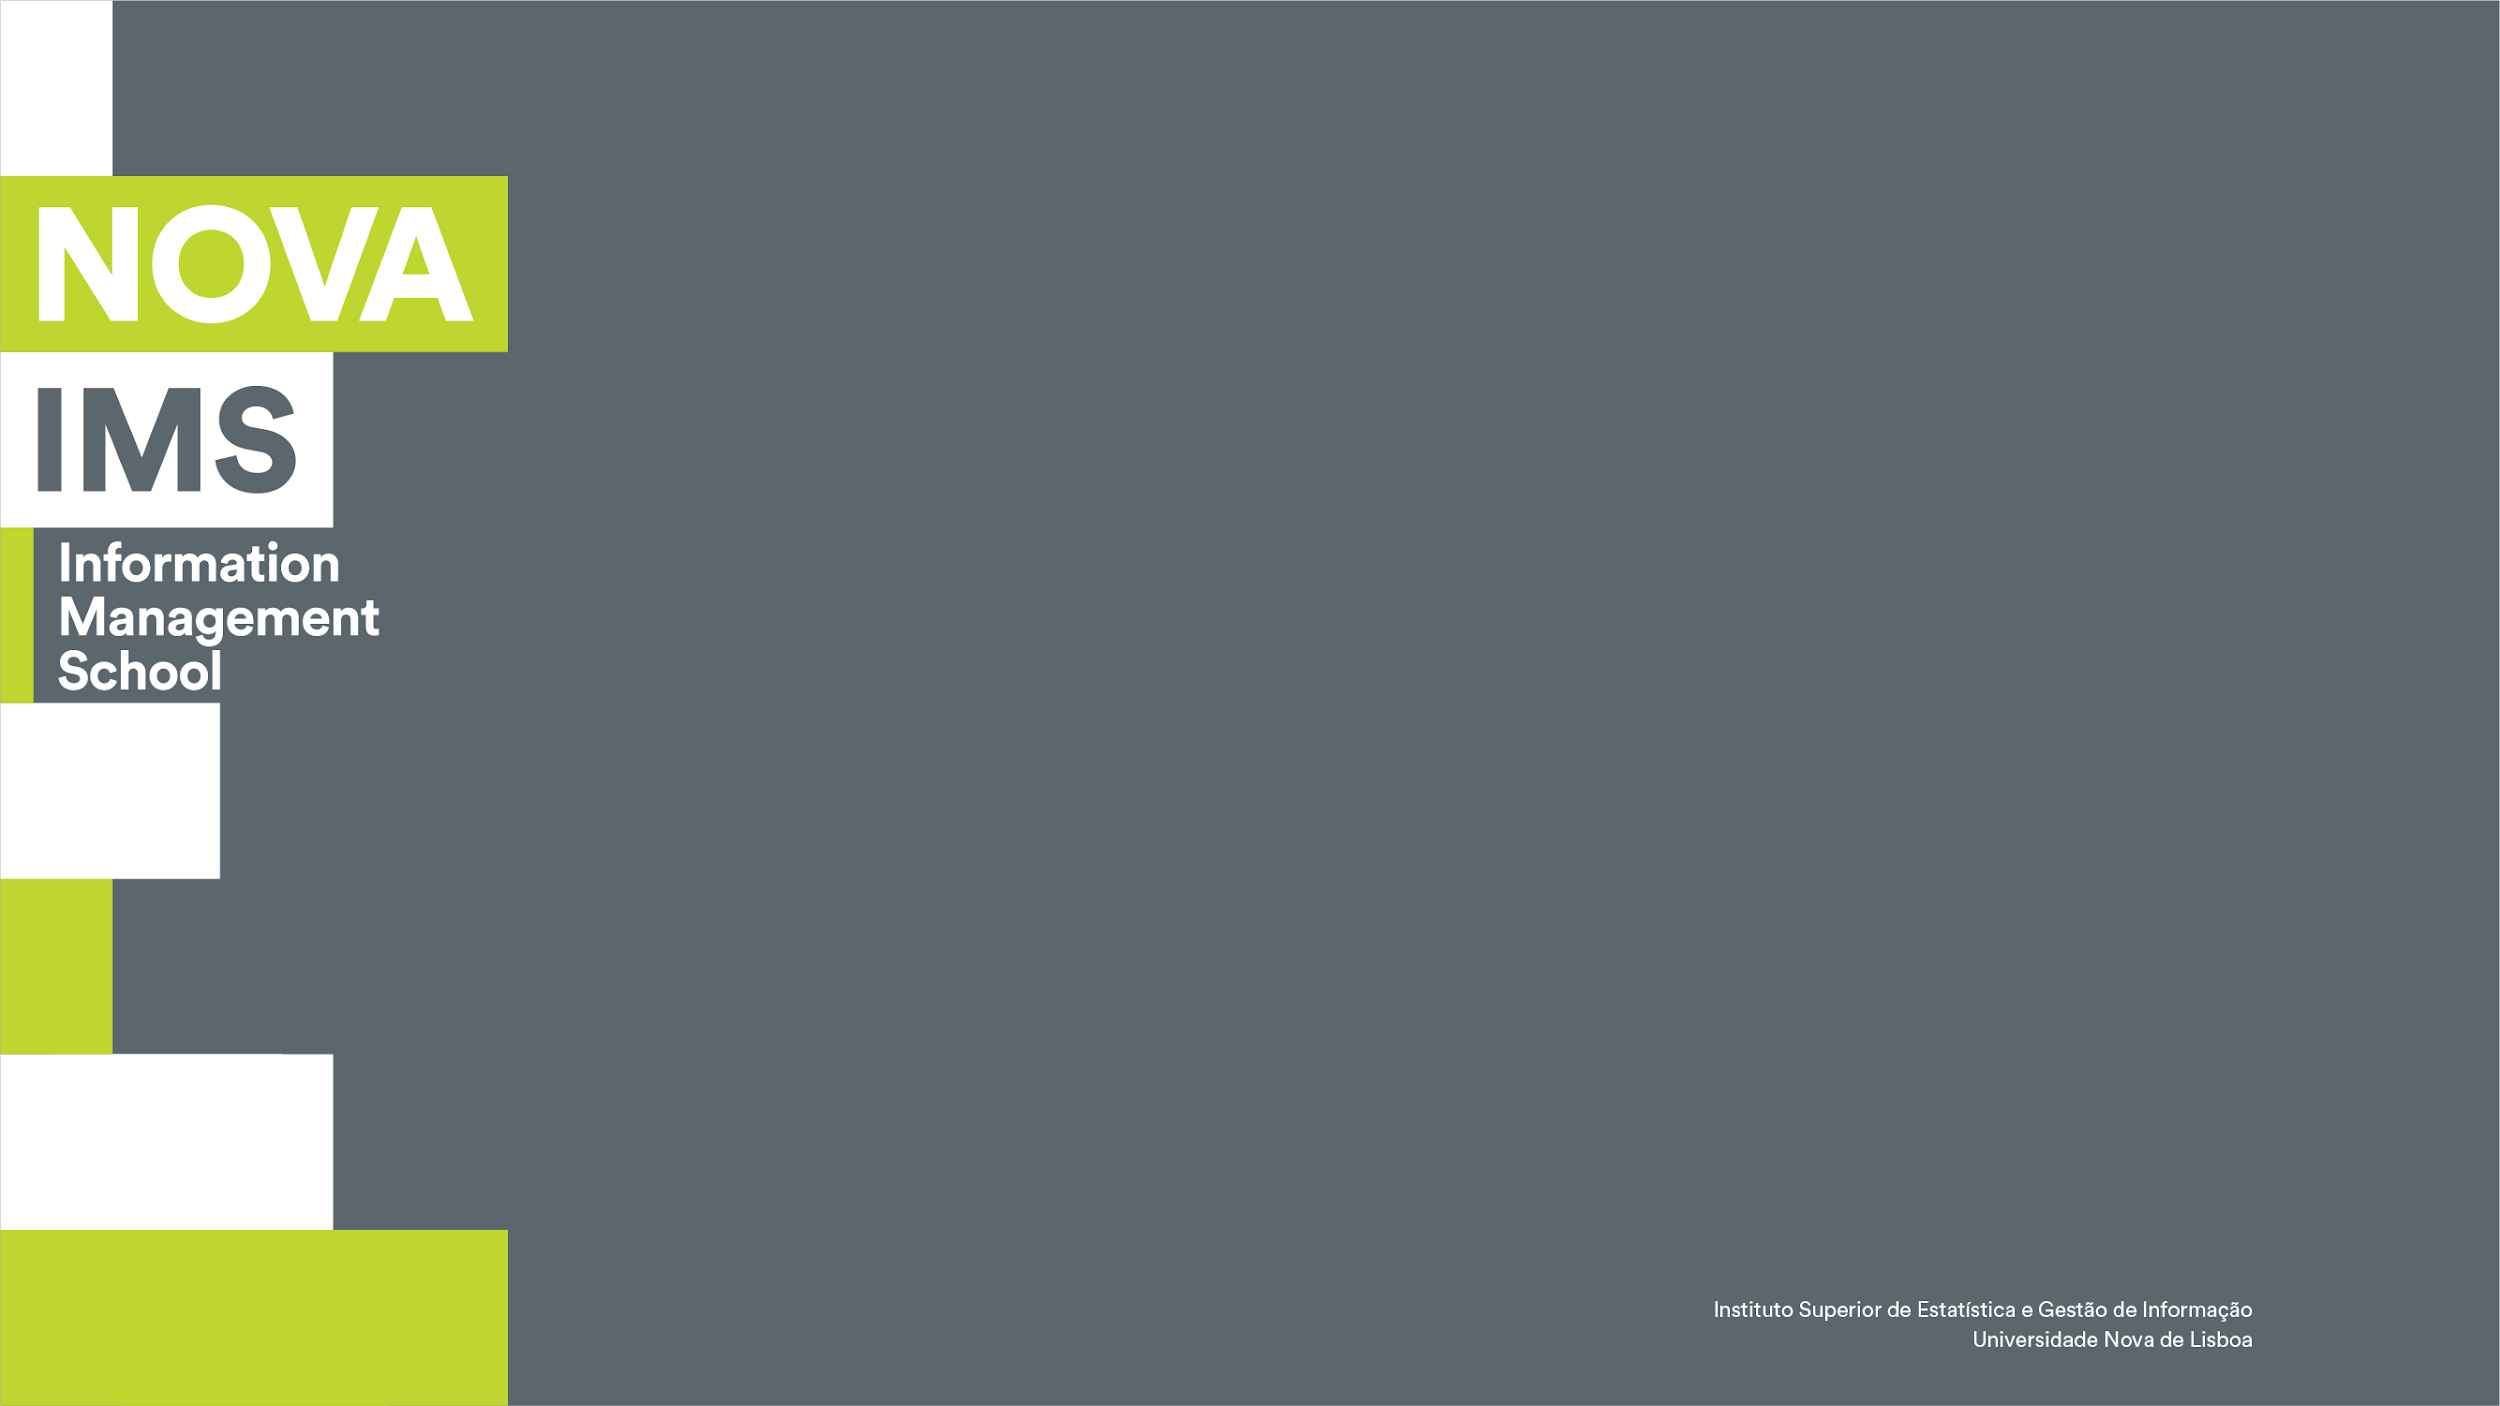 NOVA
IMS
Information
Management
School
Instituto Superior de Estatística e Gestão de Informação
Universidade Nova de Lisboa